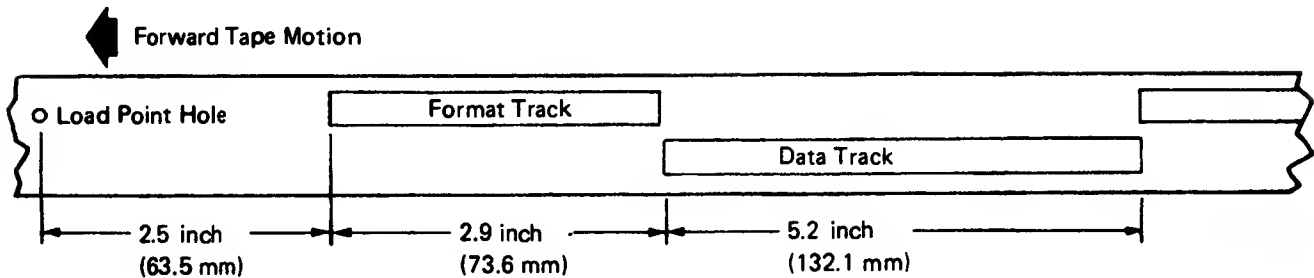 Forward Tape Motion
Load Point Hole
Format Track
Data Track
2.5 inch
(63.5 mm)
2.9 inch
(73.6 mm)
5.2 inch
(132.1 mm)